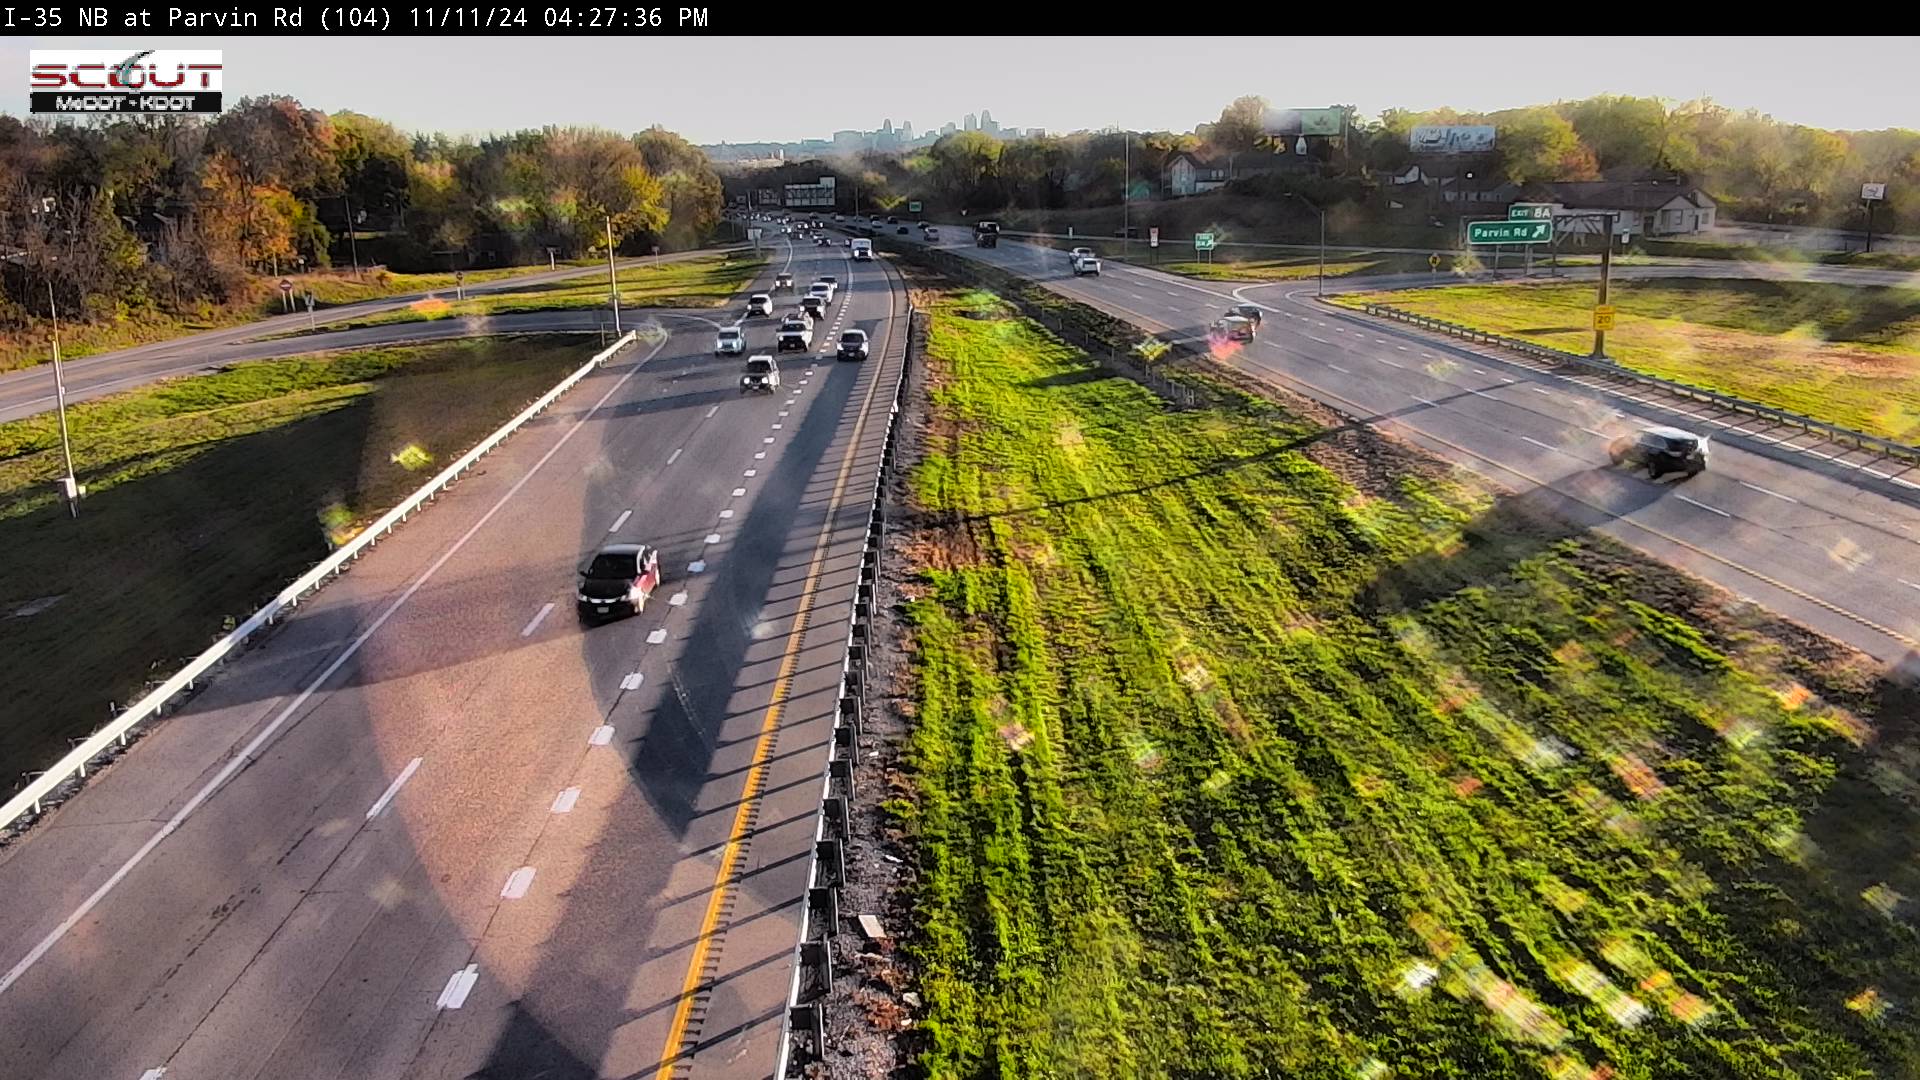 I-35 NB at Parvin Rd (104) 11/11/24 04:27:36 PM
SCOUT
MoDOT - KDOT
EXIT 8A
Parvin Rd
20